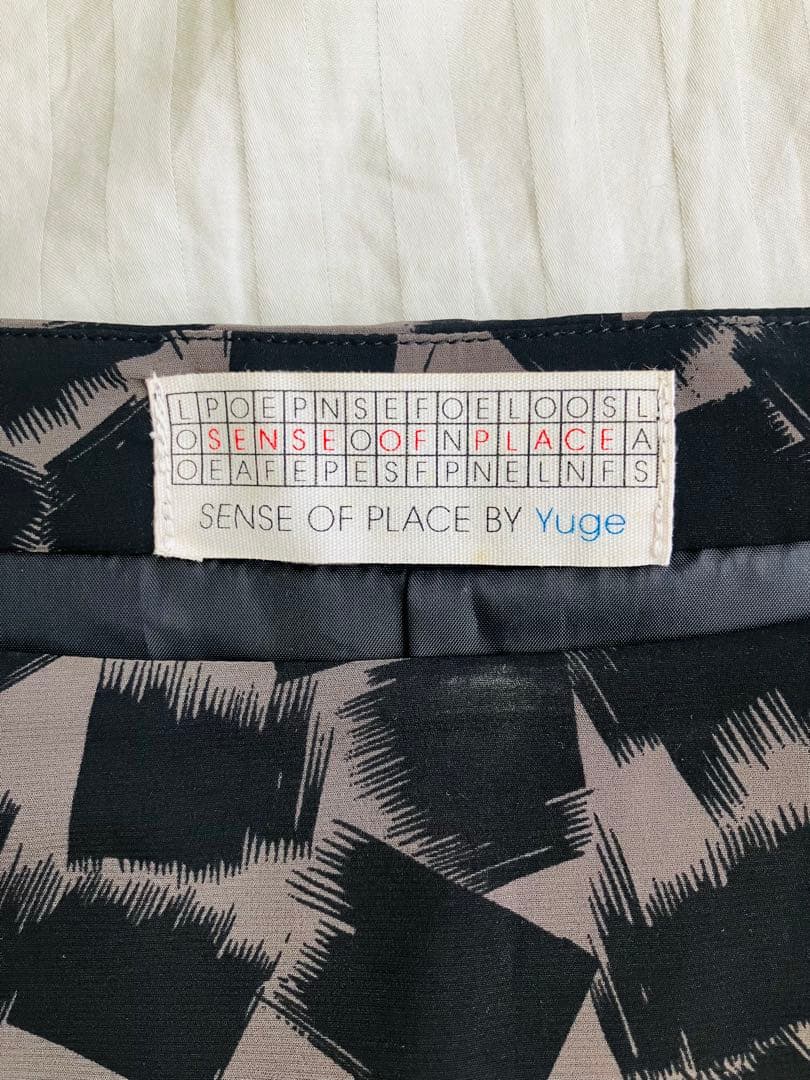 LPOEPNSEFOELOOSL
OSENSEOOFNPLACEA
OEAFEPESFPNELNFS
SENSE OF PLACE BY Yuge